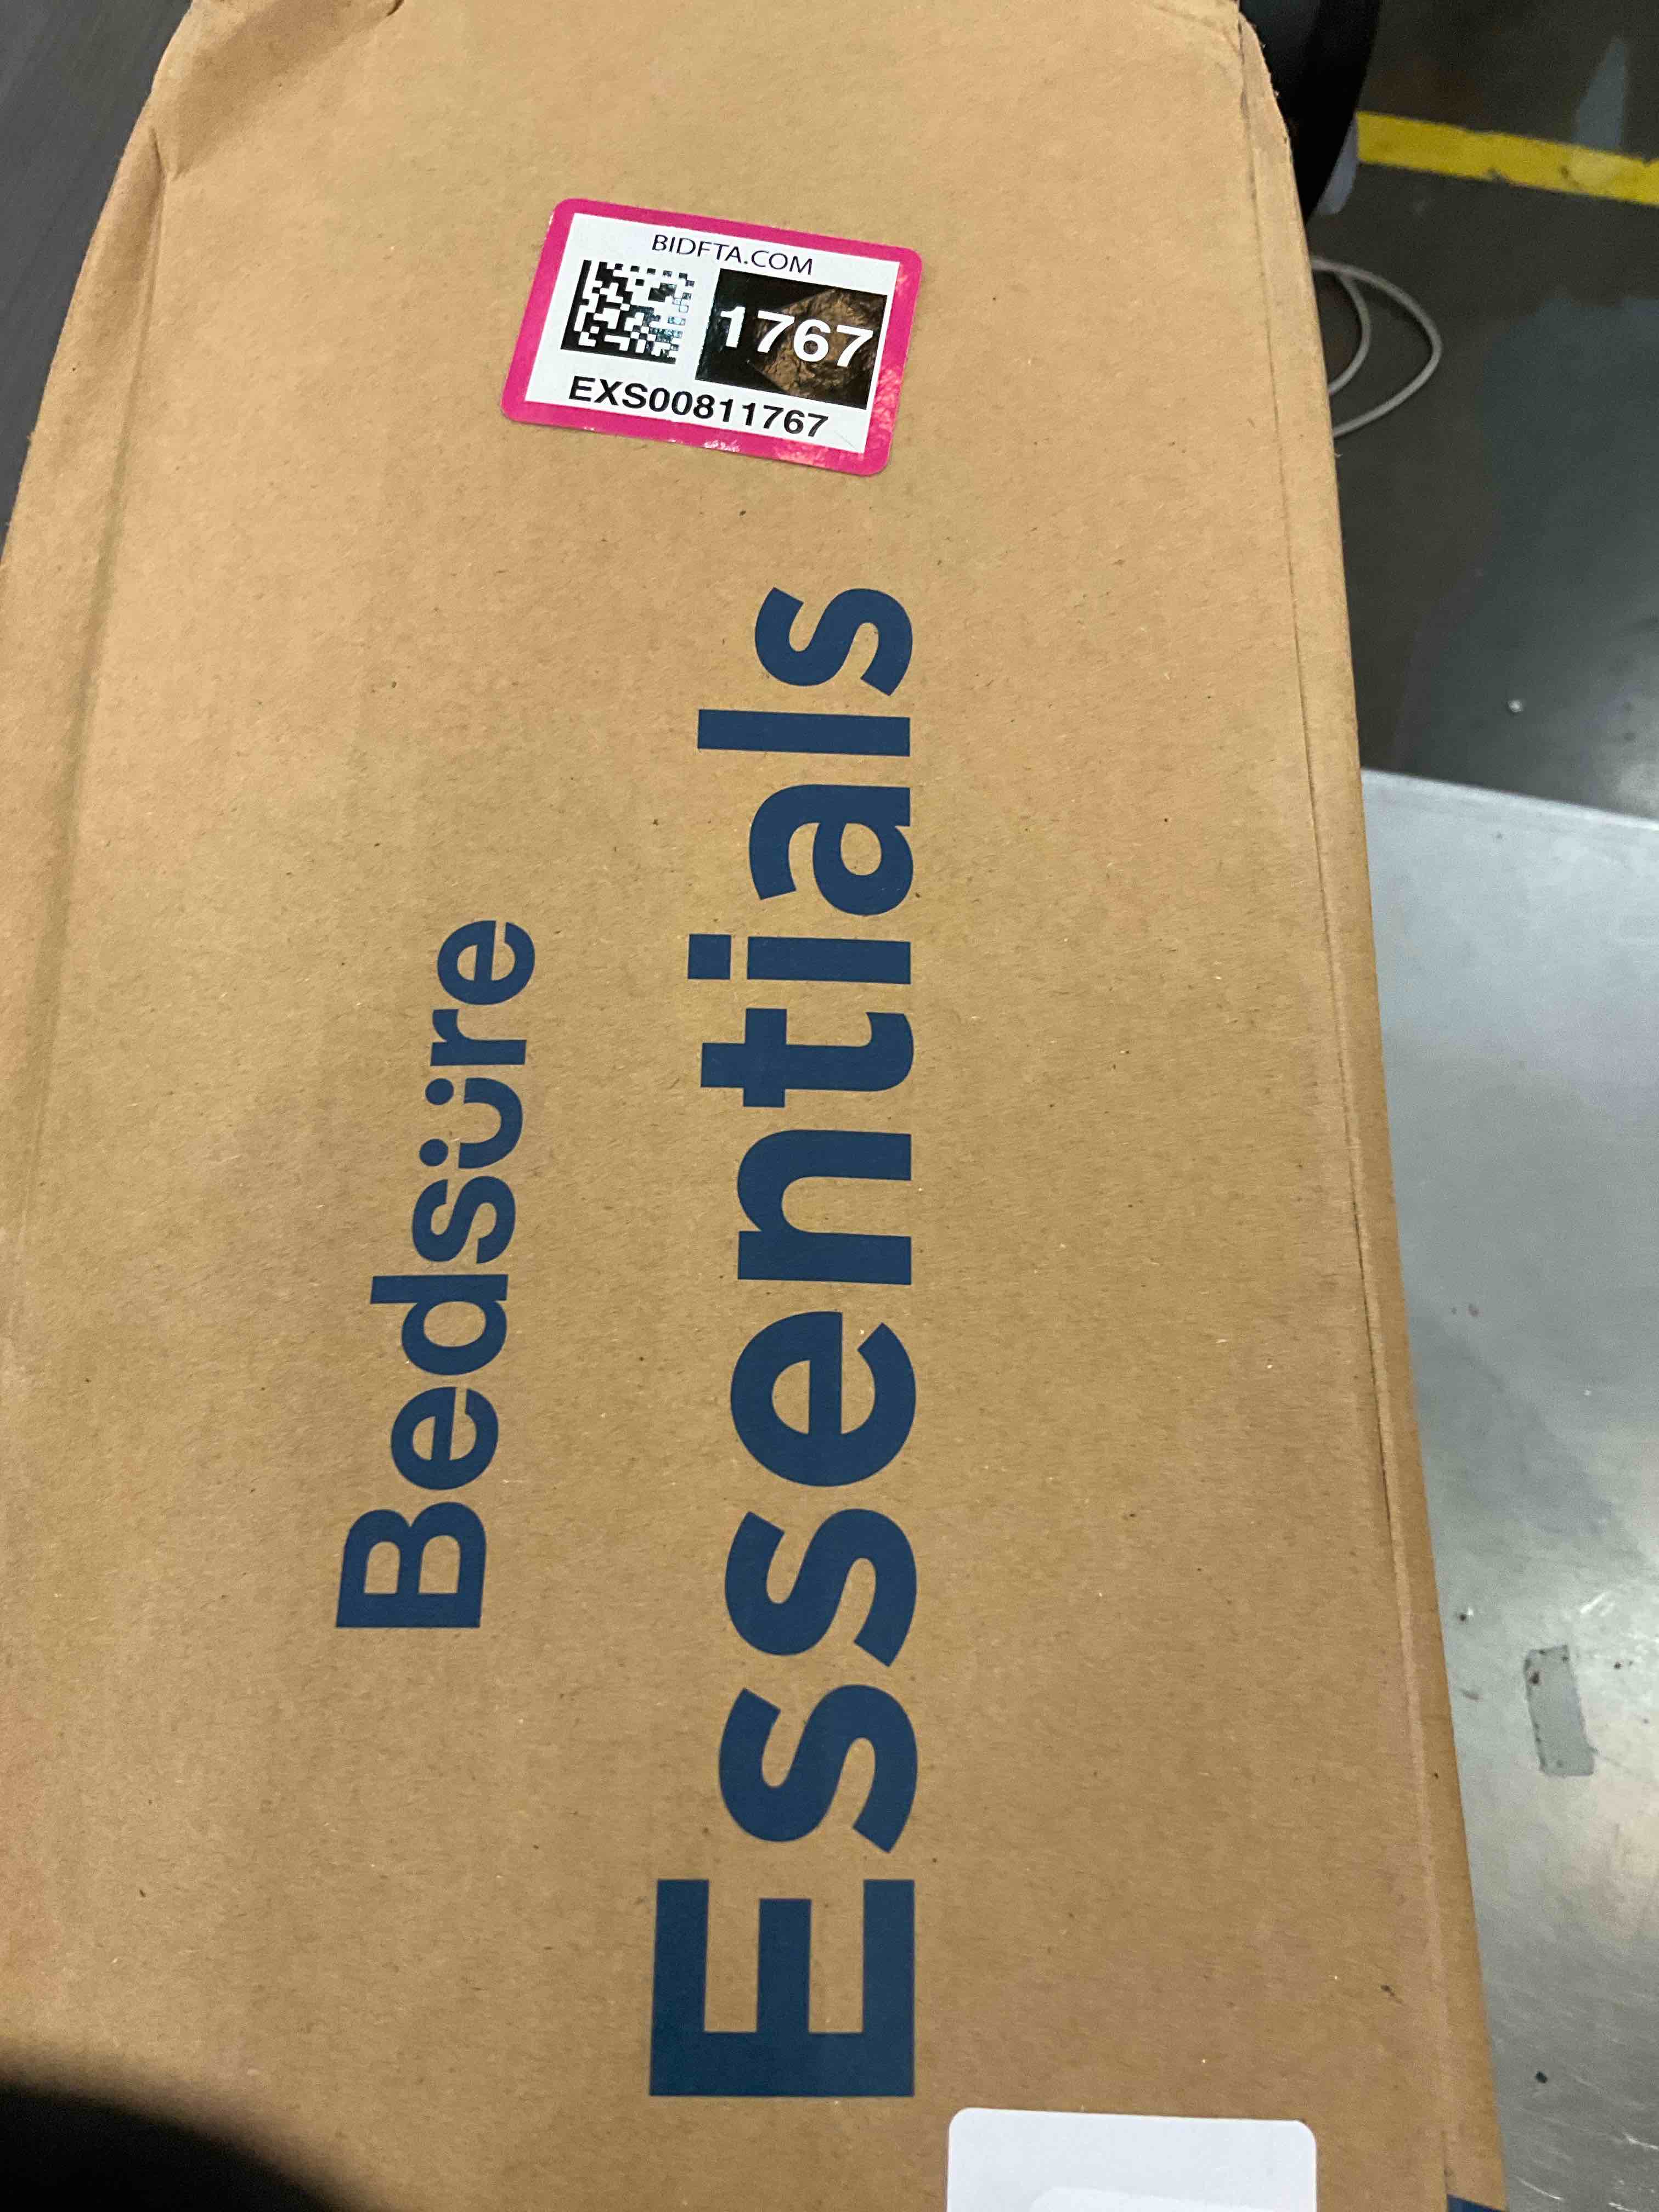 BIDFTA.COM
1767
EXS00811767
Bedsüre
Essentials